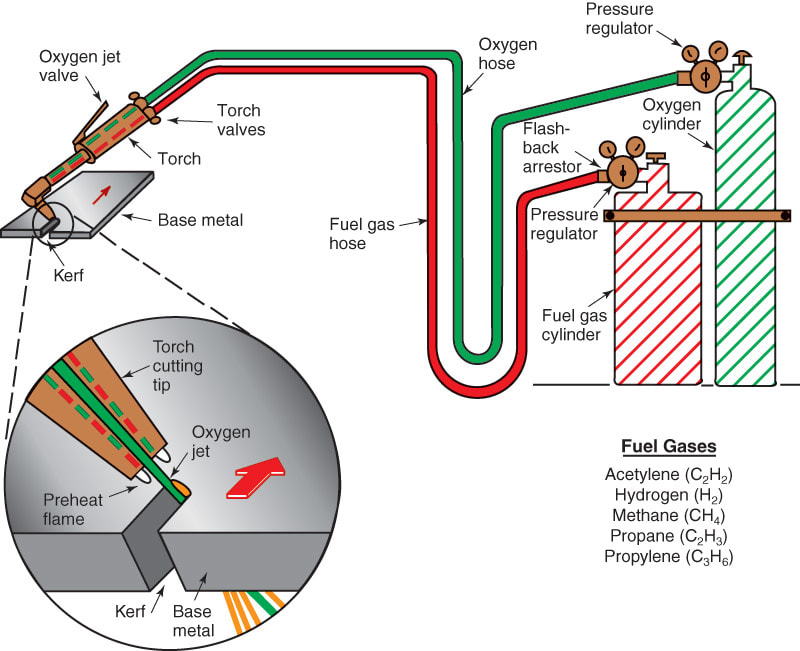 Pressure
regulator
Oxygen jet
valve
Oxygen
hose
Torch
valves
Torch
Flash-
back
arrestor
Oxygen
cylinder
Base metal
Fuel gas
hose
Pressure
regulator
Kerf
Fuel gas
cylinder
Torch
cutting
tip
Oxygen
jet
Preheat
flame
Kerf
Base
metal
Fuel Gases
Acetylene (C₂H₂)
Hydrogen (H₂)
Methane (CH₄)
Propane (C₂H₃)
Propylene (C₃H₆)